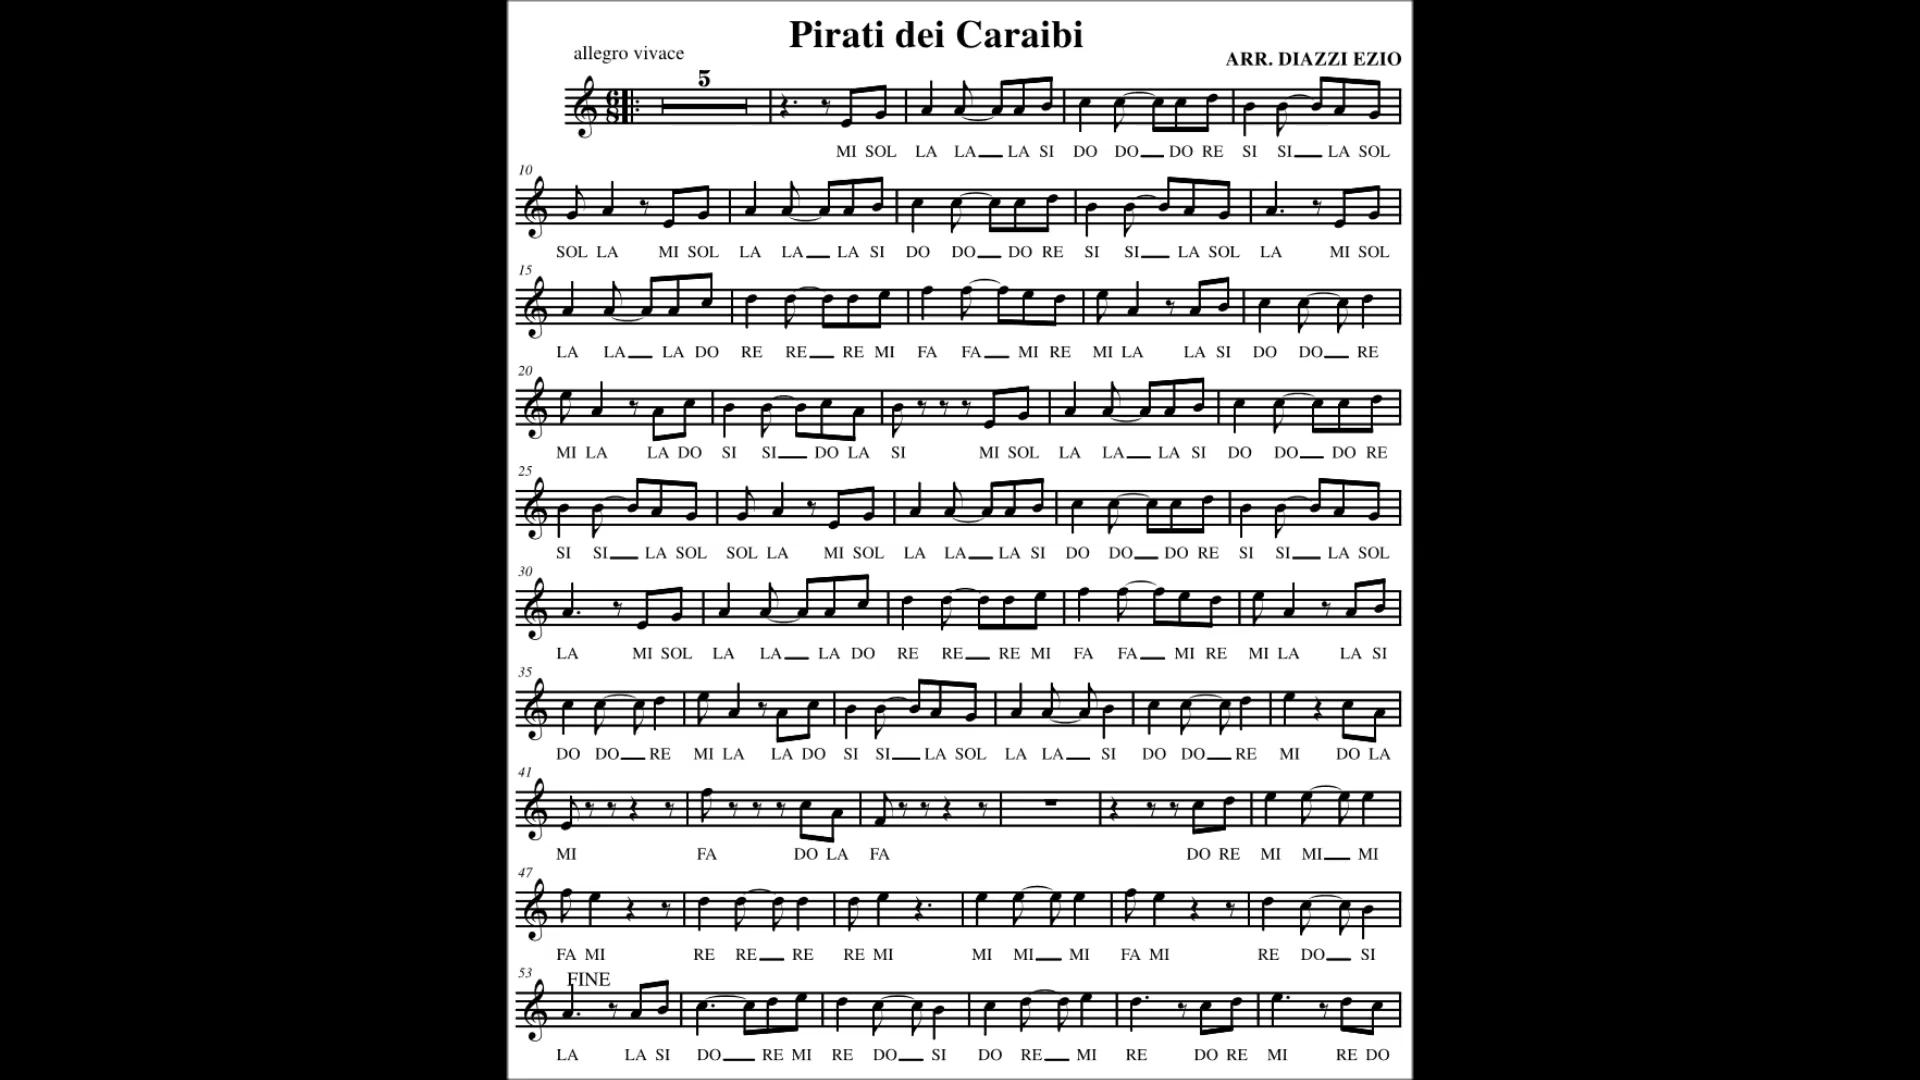 Pirati dei Caraibi
allegro vivace
ARR. DIAZZI EZIO
5
6
8
MI SOL LA LA LA SI DO DO DO RE SI SI LA SOL
10
SOL LA MI SOL LA LA LA SI DO DO DO RE SI SI LA SOL LA MI SOL
15
LA LA LA DO RE RE RE MI FA FA MI RE MI LA LA SI DO DO RE
20
MI LA LA DO SI SI DO LA SI MI SOL LA LA LA SI DO DO DO RE
25
SI SI LA SOL SOL LA MI SOL LA LA LA SI DO DO DO RE SI SI LA SOL
30
LA MI SOL LA LA LA DO RE RE RE MI FA FA MI RE MI LA LA SI
35
DO DO RE MI LA LA DO SI SI LA SOL LA LA SI DO DO RE MI DO LA
41
MI FA DO LA FA DO RE MI MI MI
47
FA MI RE RE RE RE MI MI MI MI FA MI RE DO SI
53
FINE
LA LA SI DO RE MI RE DO SI DO RE MI RE DO RE MI RE DO